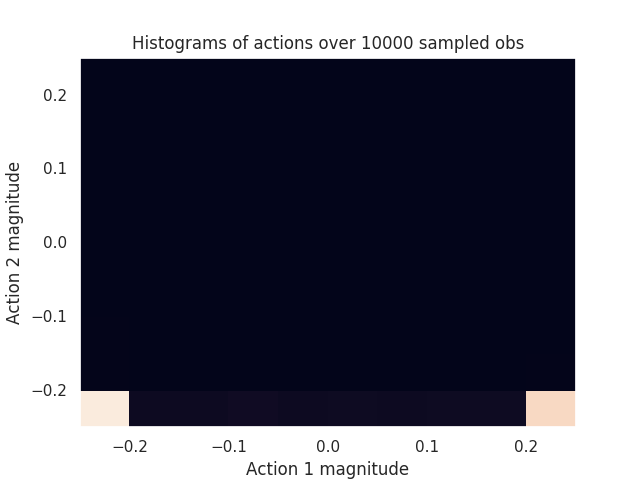 Histograms of actions over 10000 sampled obs
Action 2 magnitude
0.2
0.1
0.0
−0.1
−0.2
−0.2 −0.1 0.0 0.1 0.2
Action 1 magnitude